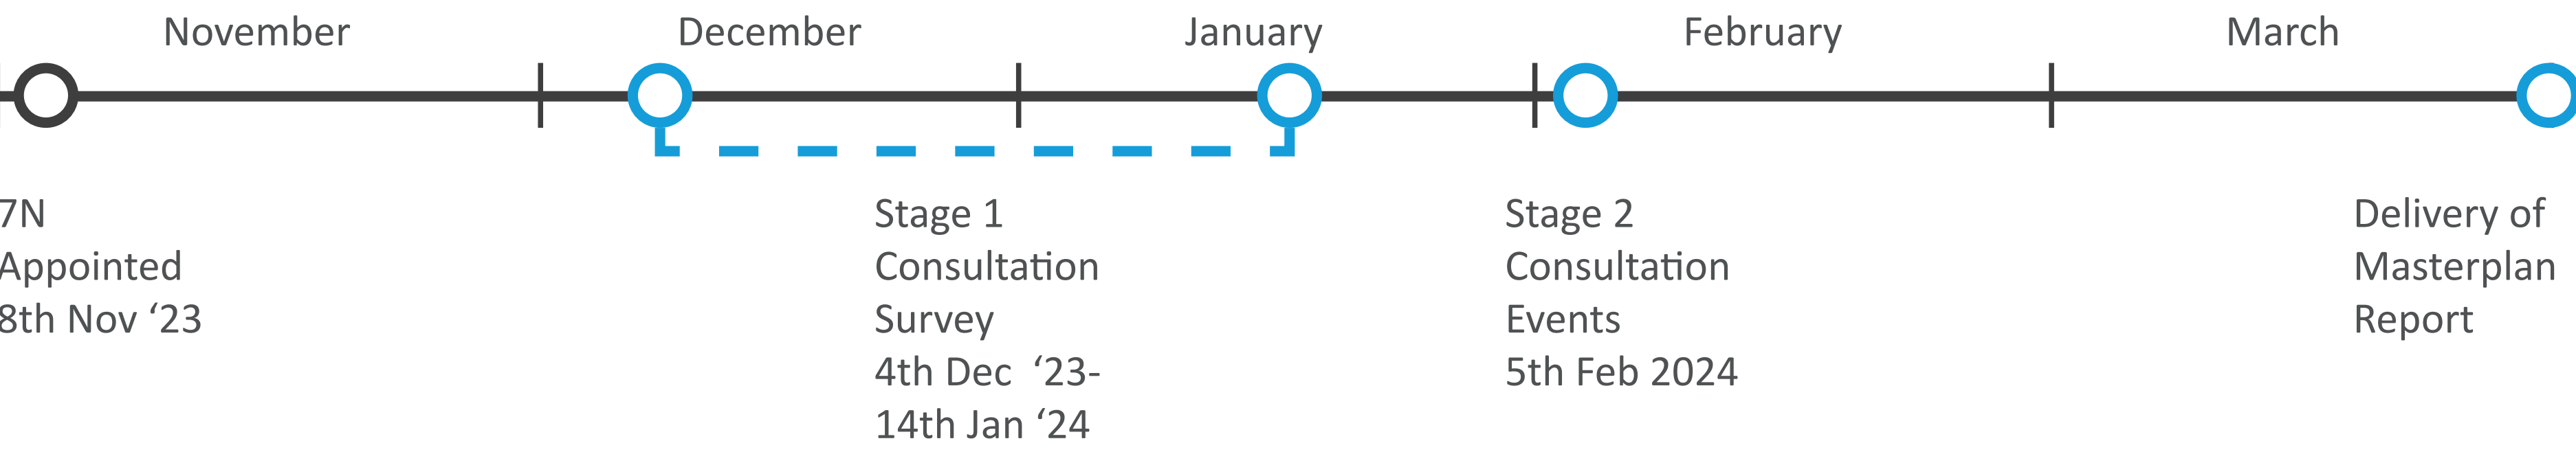 November
December
January
February
March
7N
Appointed
8th Nov ‘23
Stage 1
Consultation
Survey
4th Dec  ‘23-
14th Jan ‘24
Stage 2
Consultation
Events
5th Feb 2024
Delivery of
Masterplan
Report